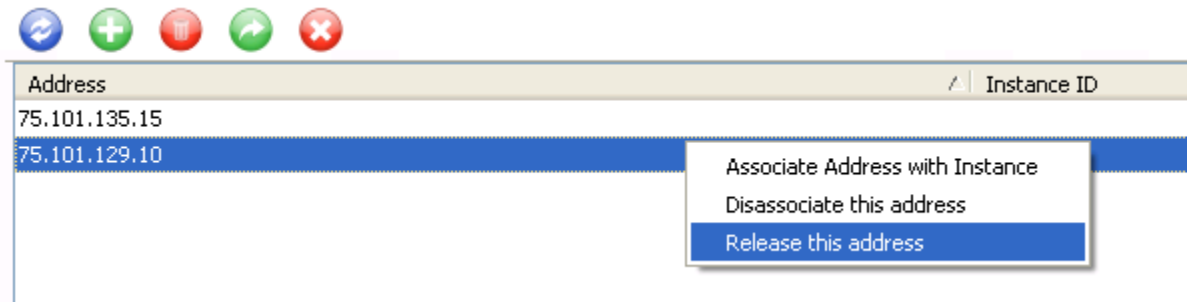 Address Instance ID
75.101.135.15
75.101.129.10
Associate Address with Instance
Disassociate this address
Release this address